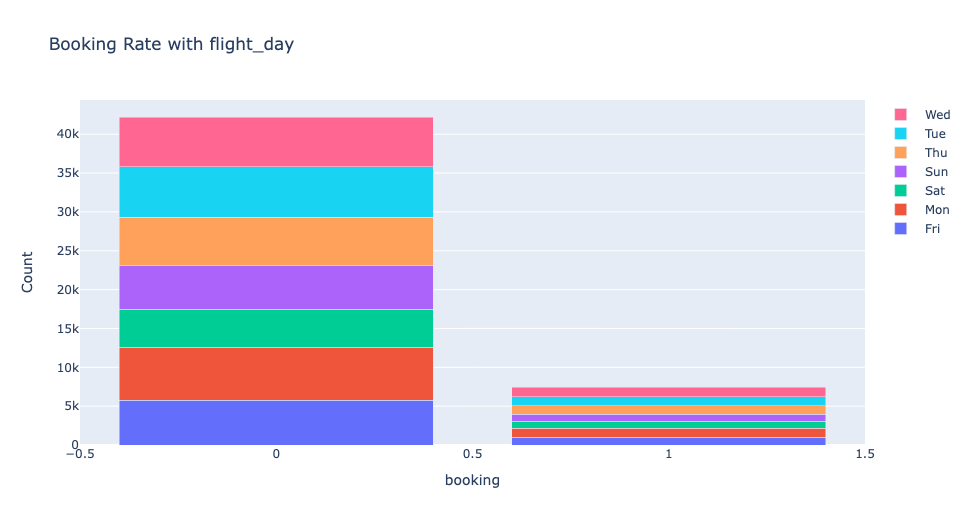 Booking Rate with flight_day
Wed
Tue
Thu
Sun
Sat
Mon
Fri
Count
40k
35k
30k
25k
20k
15k
10k
5k
0
−0.5 0 0.5 1 1.5
booking